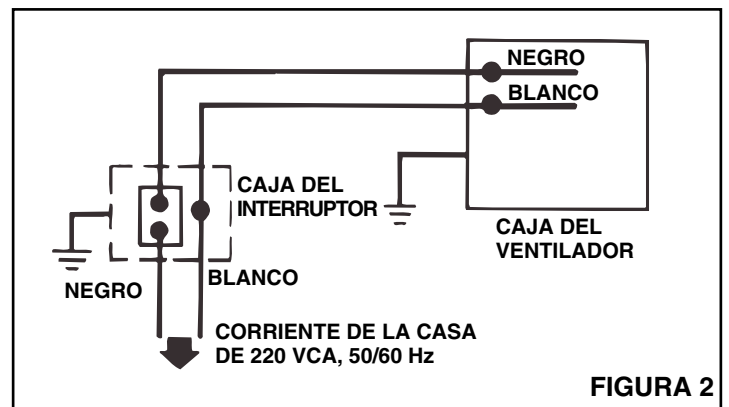 NEGRO
BLANCO
CAJA DEL
INTERRUPTOR
CAJA DEL
VENTILADOR
NEGRO
BLANCO
CORRIENTE DE LA CASA
DE 220 VCA, 50/60 Hz
FIGURA 2